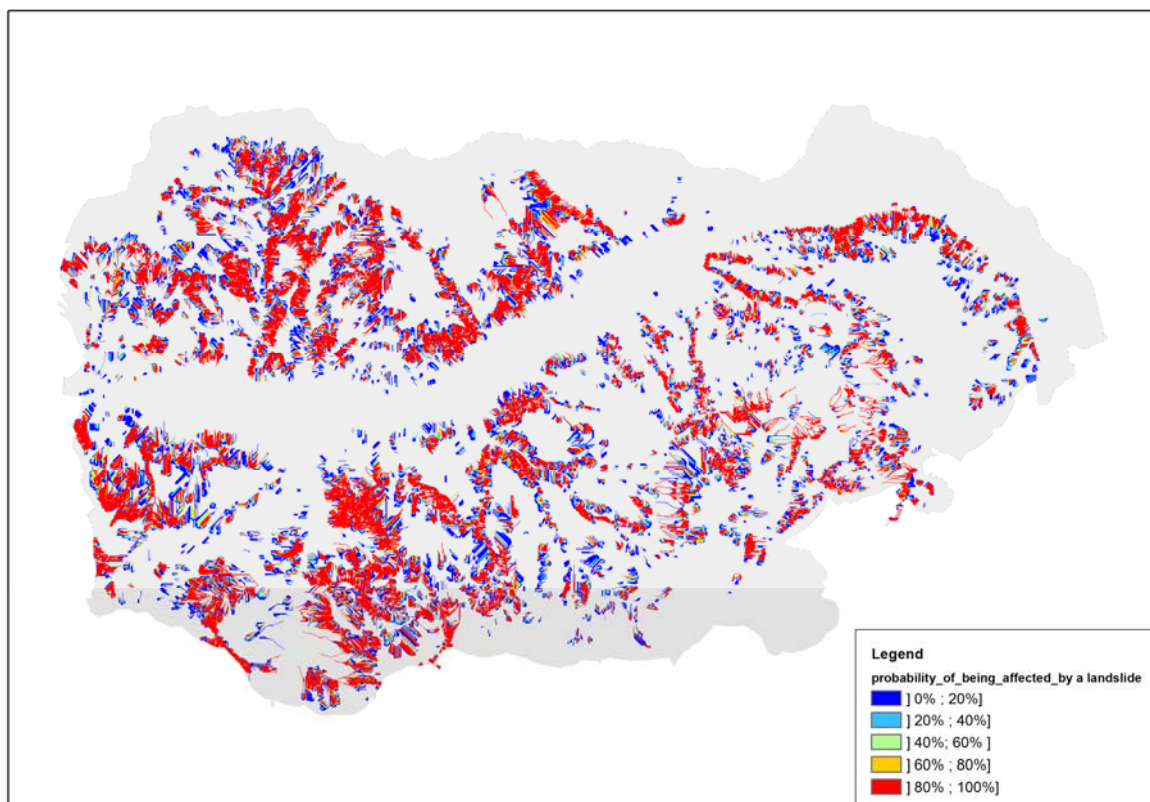 Legend
probability_of_being_affected_by a landslide
] 0% ; 20%]
] 20% ; 40%]
] 40%; 60% ]
] 60% ; 80%]
] 80% ; 100%]